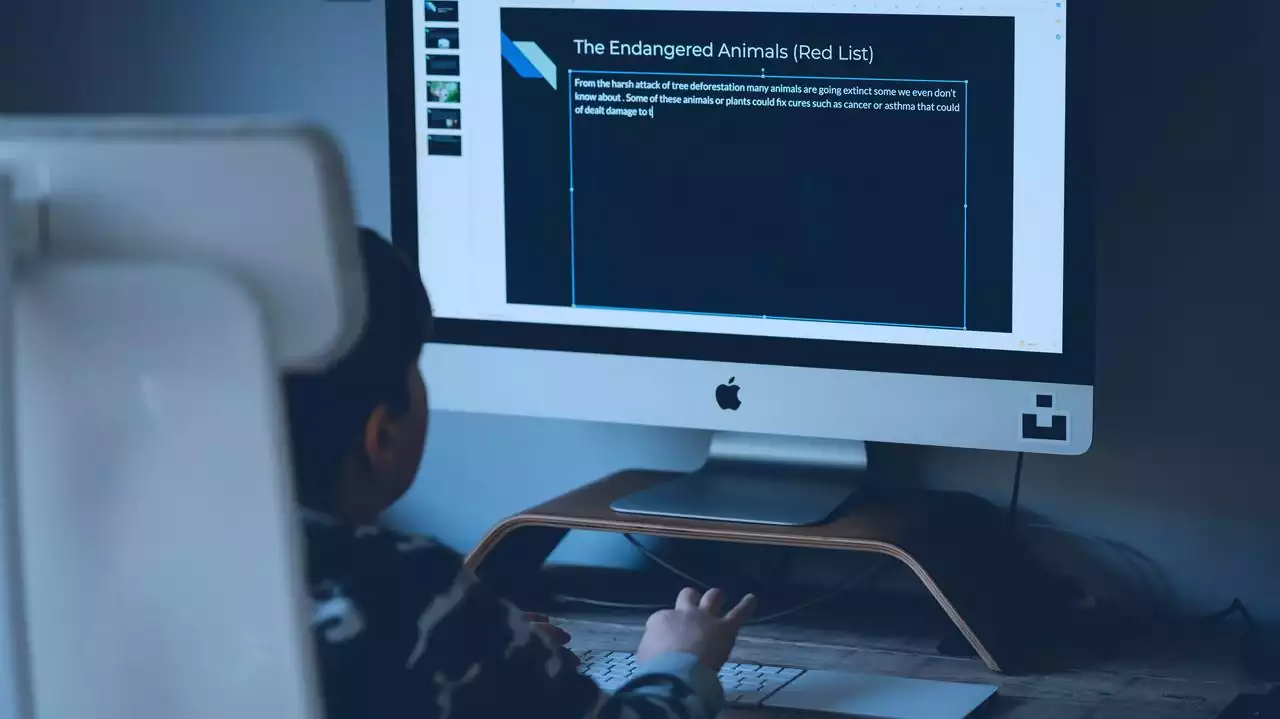 The Endangered Animals (Red List)
From the harsh attack of tree deforestation many animals are going extinct some we even don't
know about . Some of these animals or plants could fix cures such as cancer or asthma that could
of dealt damage to t